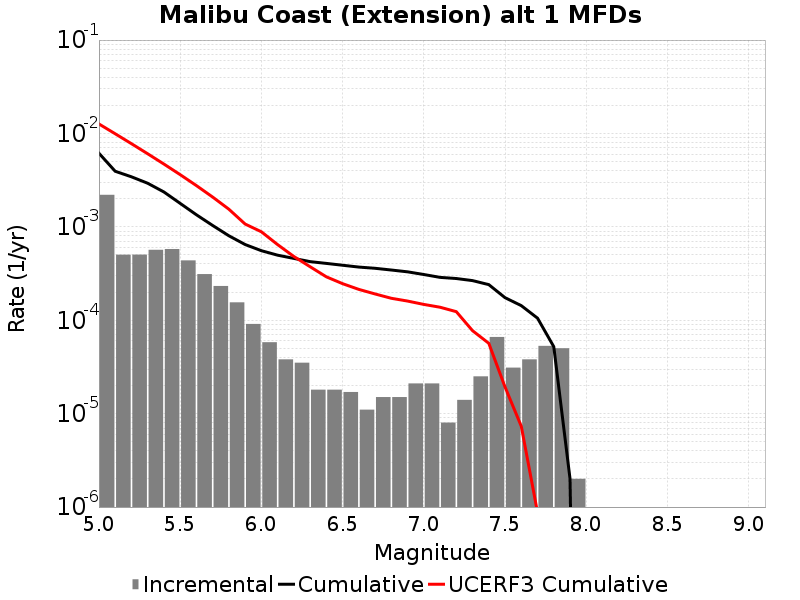 Malibu Coast (Extension) alt 1 MFDs
10^-1
10^-2
10^-3
10^-4
10^-5
10^-6
Rate (1/yr)
5.0 5.5 6.0 6.5 7.0 7.5 8.0 8.5 9.0
Magnitude
Incremental Cumulative UCERF3 Cumulative